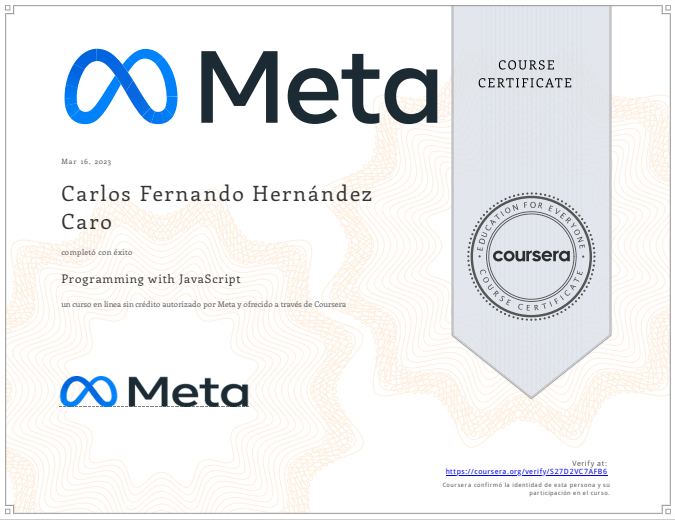 Meta
COURSE
CERTIFICATE
Mar 16, 2023
Carlos Fernando Hernández
Caro
completó con éxito
Programming with JavaScript
un curso en línea sin crédito autorizado por Meta y ofrecido a través de Coursera
EDUCATION FOR EVERYONE
coursera
COURSE CERTIFICATE
Meta
Verify at:
https://coursera.org/verify/S27D2VC7AFB6
Coursera confirmó la identidad de esta persona y su
participación en el curso.